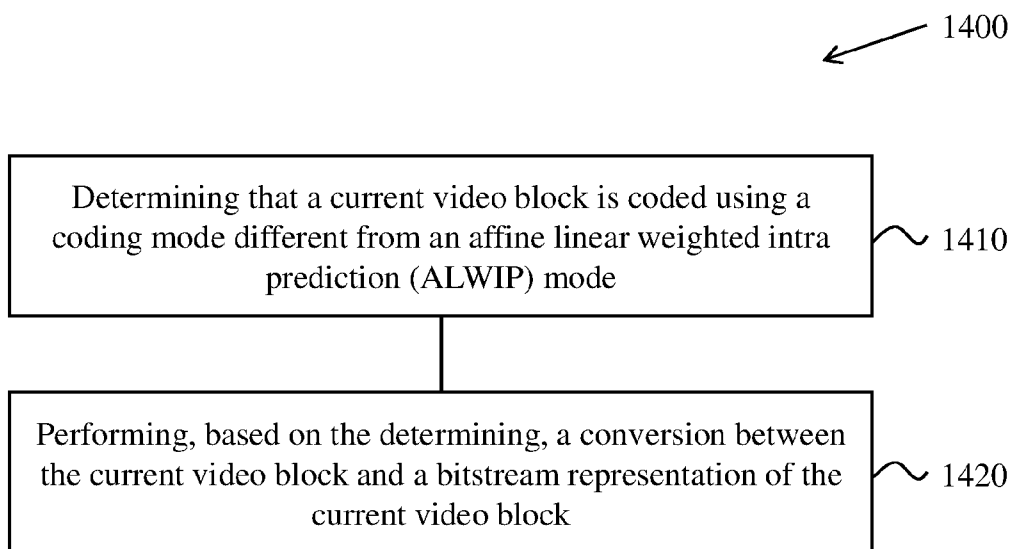 1400
Determining that a current video block is coded using a
coding mode different from an affine linear weighted intra
prediction (ALWIP) mode
1410
Performing, based on the determining, a conversion between
the current video block and a bitstream representation of the
current video block
1420